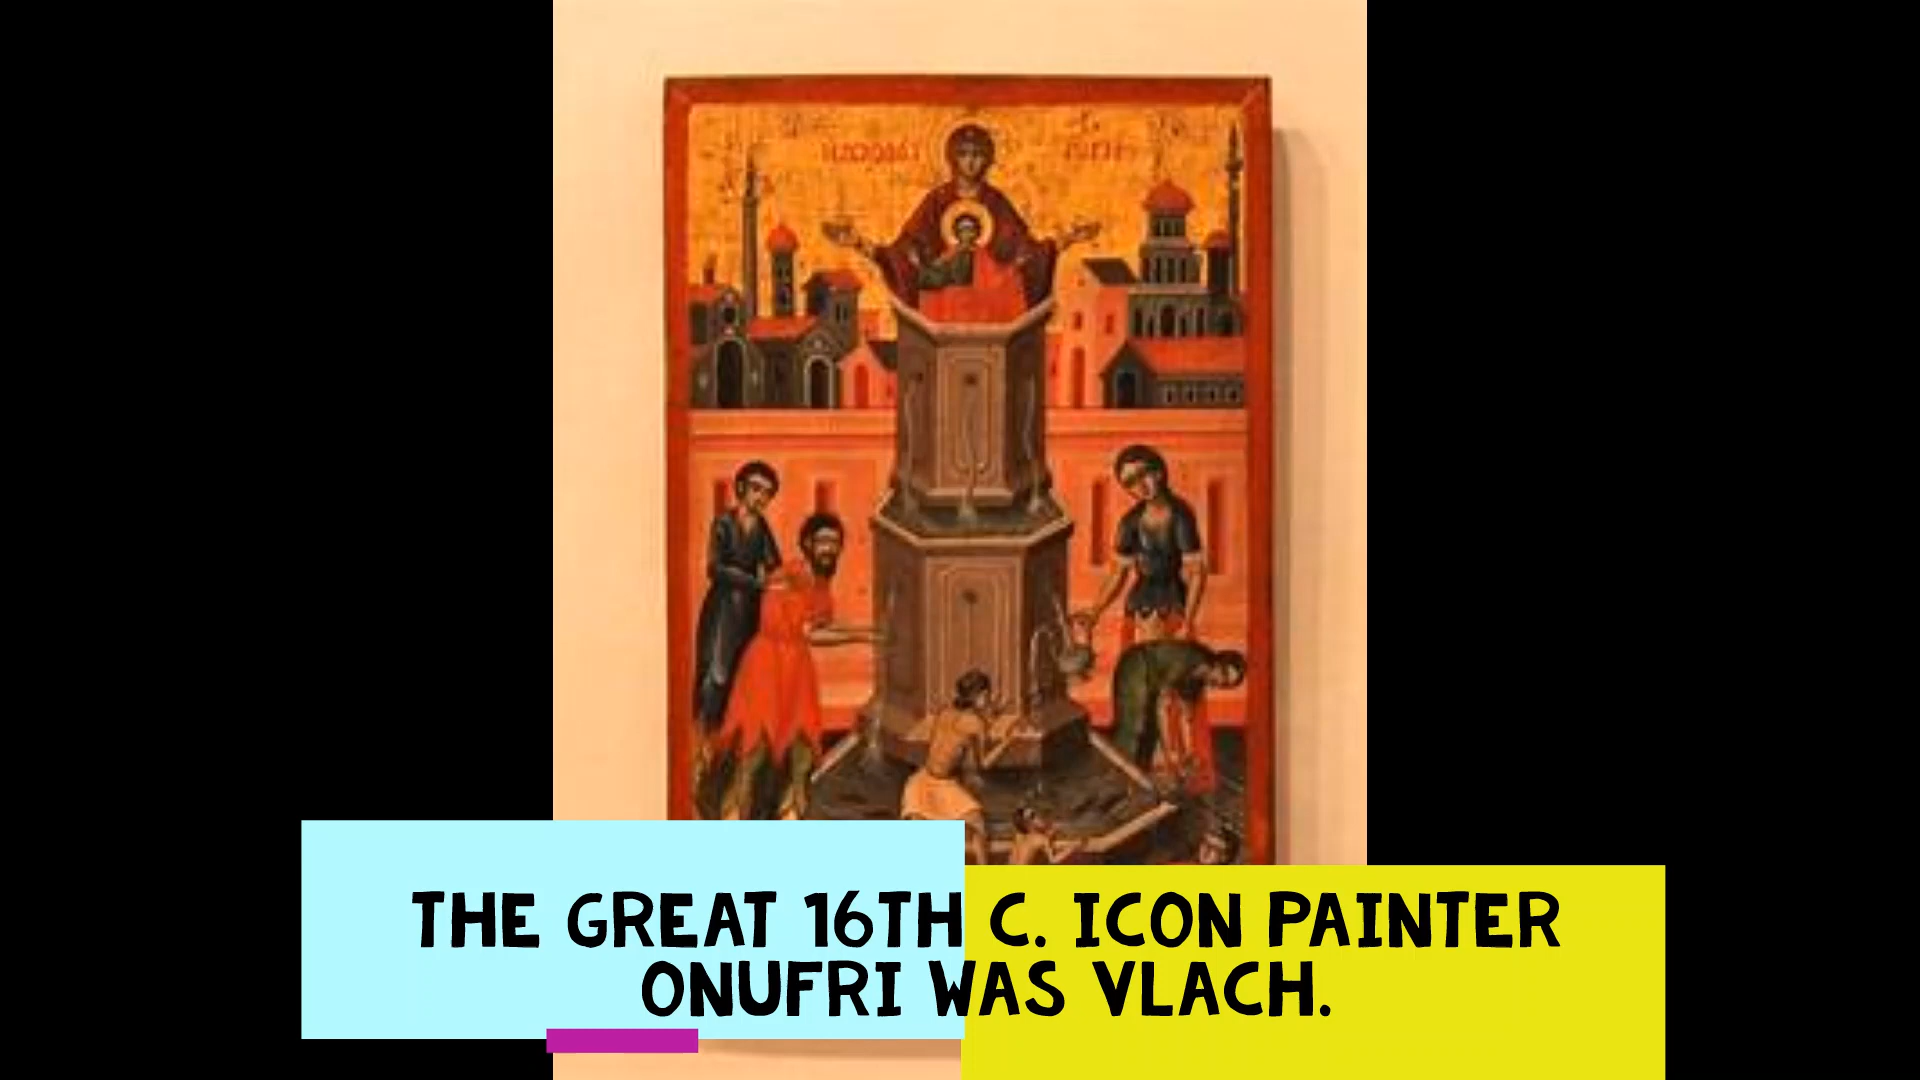 THE GREAT 16TH C. ICON PAINTER
ONUFRI WAS VLACH.